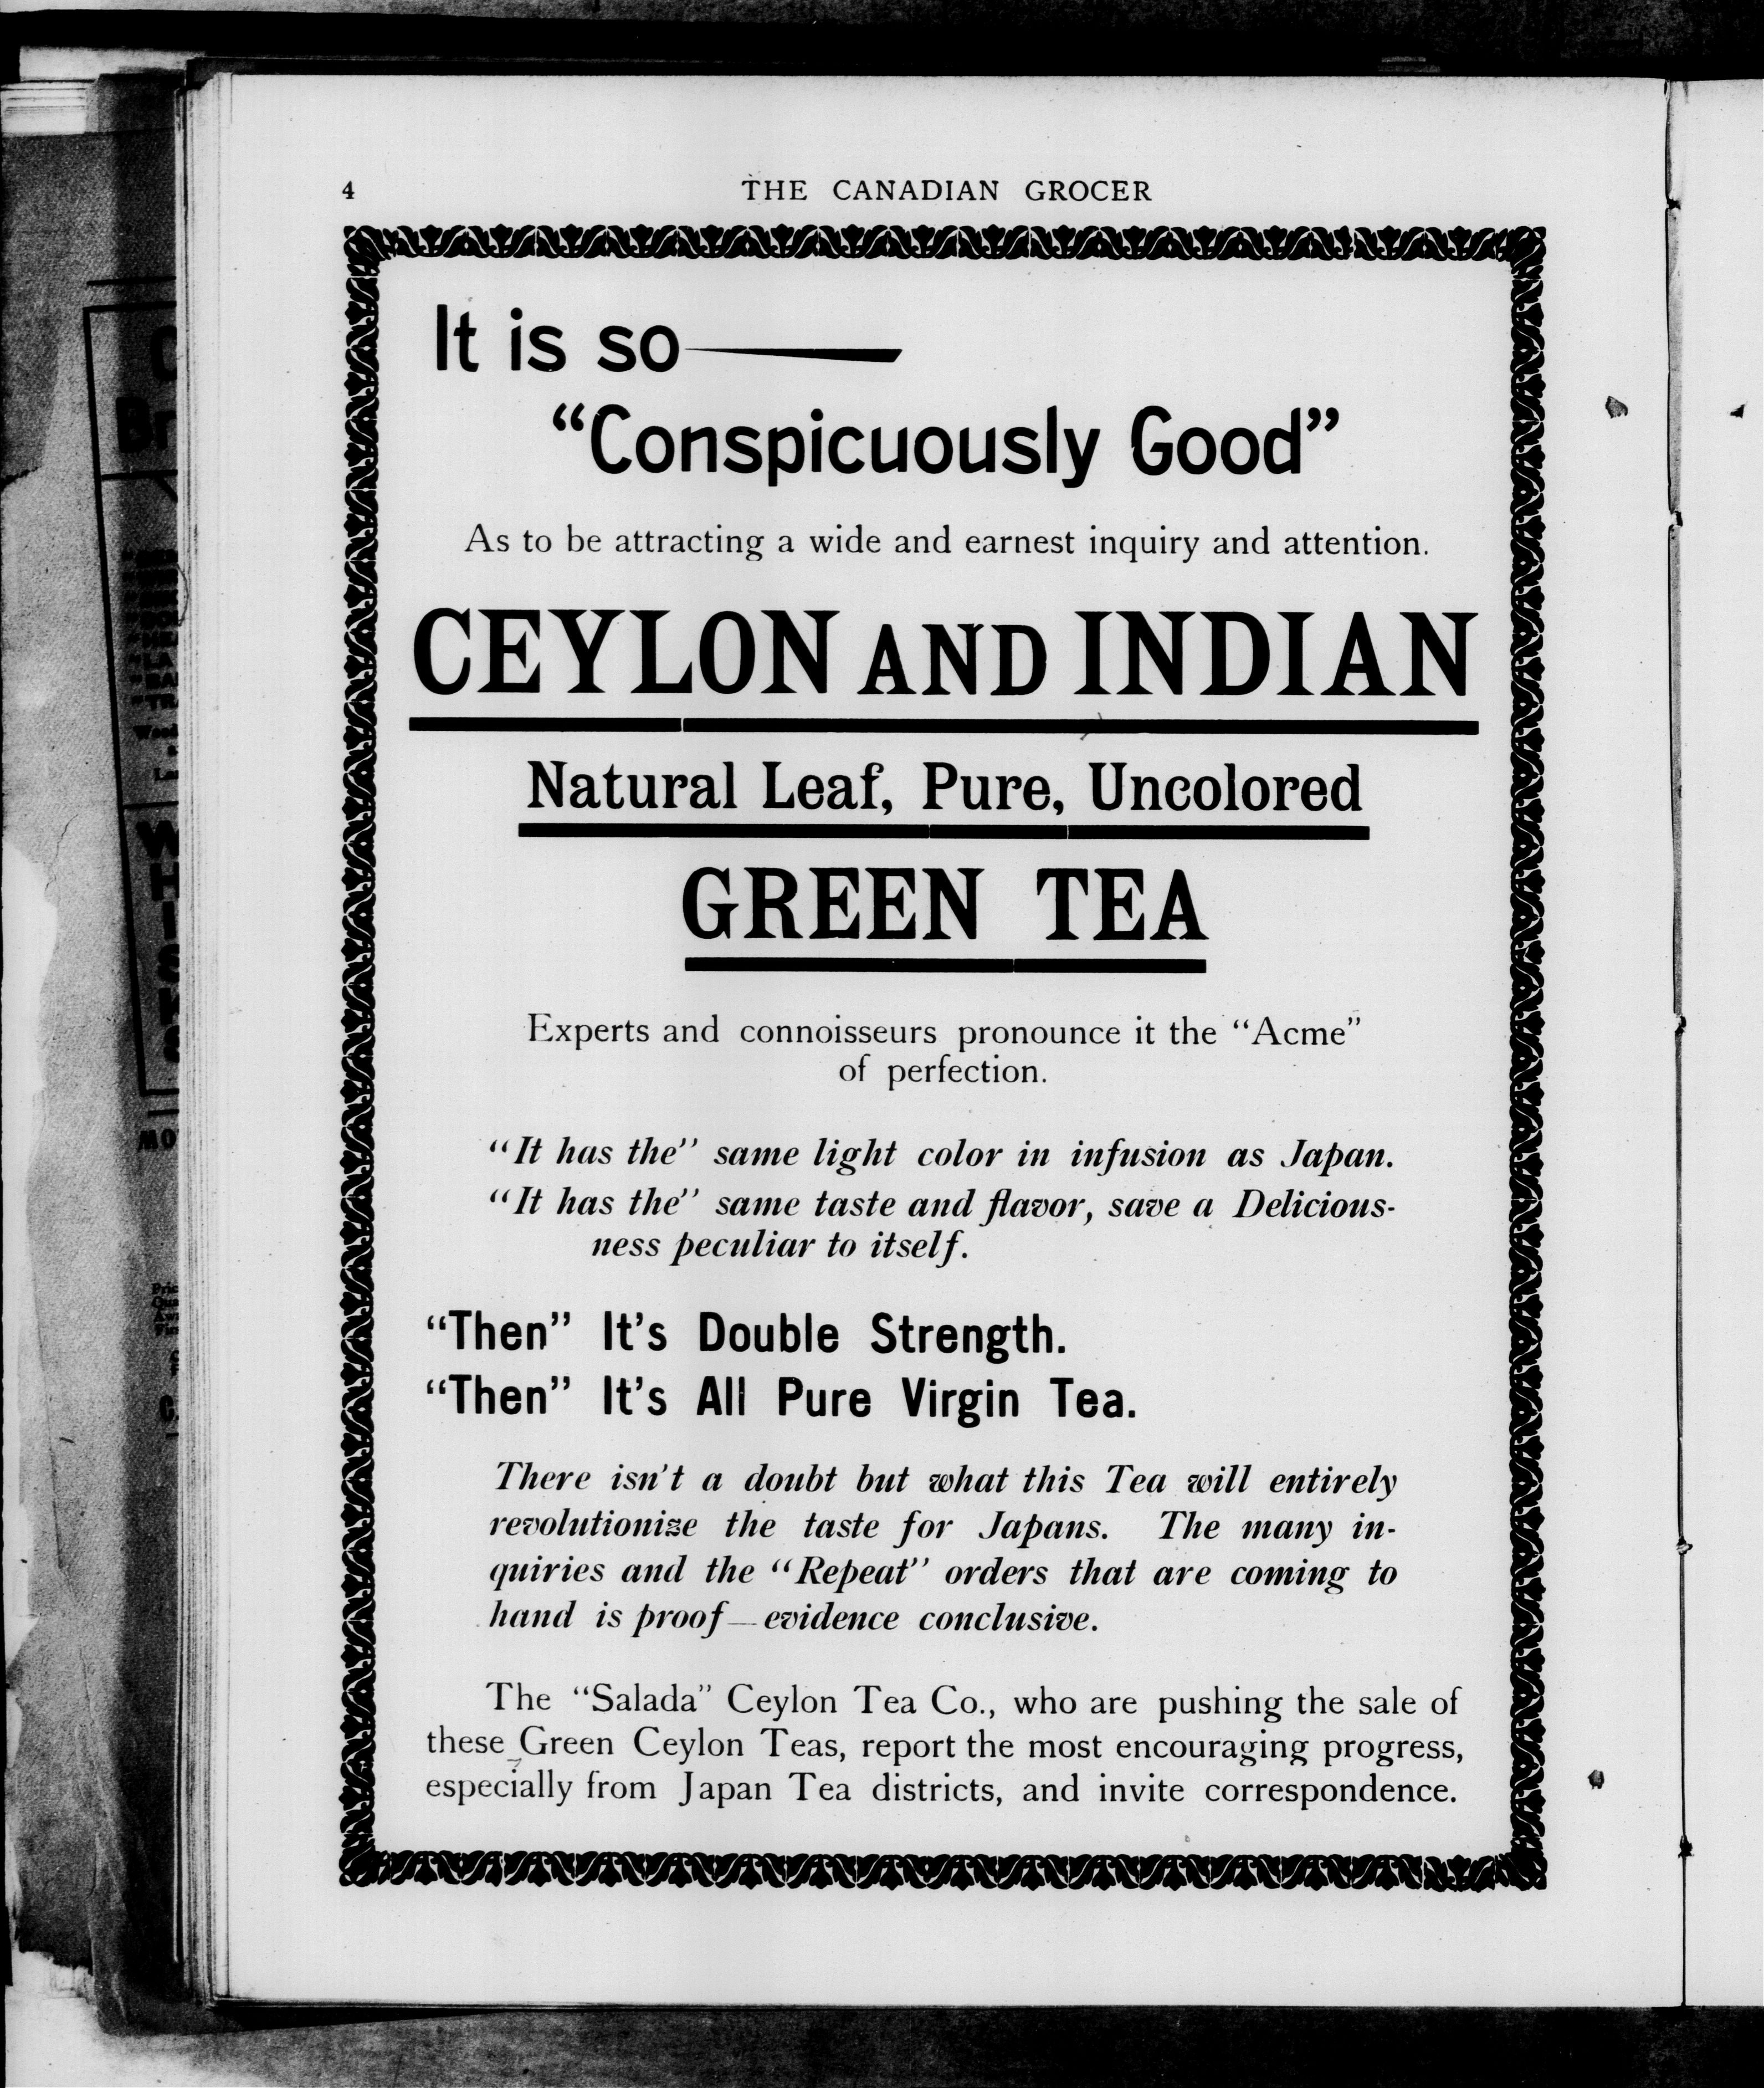 4 THE CANADIAN GROCER
It is so
“Conspicuously Good”
As to be attracting a wide and earnest inquiry and attention.
CEYLON AND INDIAN
Natural Leaf, Pure, Uncolored
GREEN TEA
Experts and connoisseurs pronounce it the “Acme”
of perfection.
“It has the” same light color in infusion as Japan.
“It has the” same taste and flavor, save a Delicious-
ness peculiar to itself.
“Then” It’s Double Strength.
“Then” It’s All Pure Virgin Tea.
There isn’t a doubt but what this Tea will entirely
revolutionize the taste for Japans. The many in-
quiries and the “Repeat” orders that are coming to
hand is proof—evidence conclusive.
The “Salada” Ceylon Tea Co., who are pushing the sale of
these Green Ceylon Teas, report the most encouraging progress,
especially from Japan Tea districts, and invite correspondence.